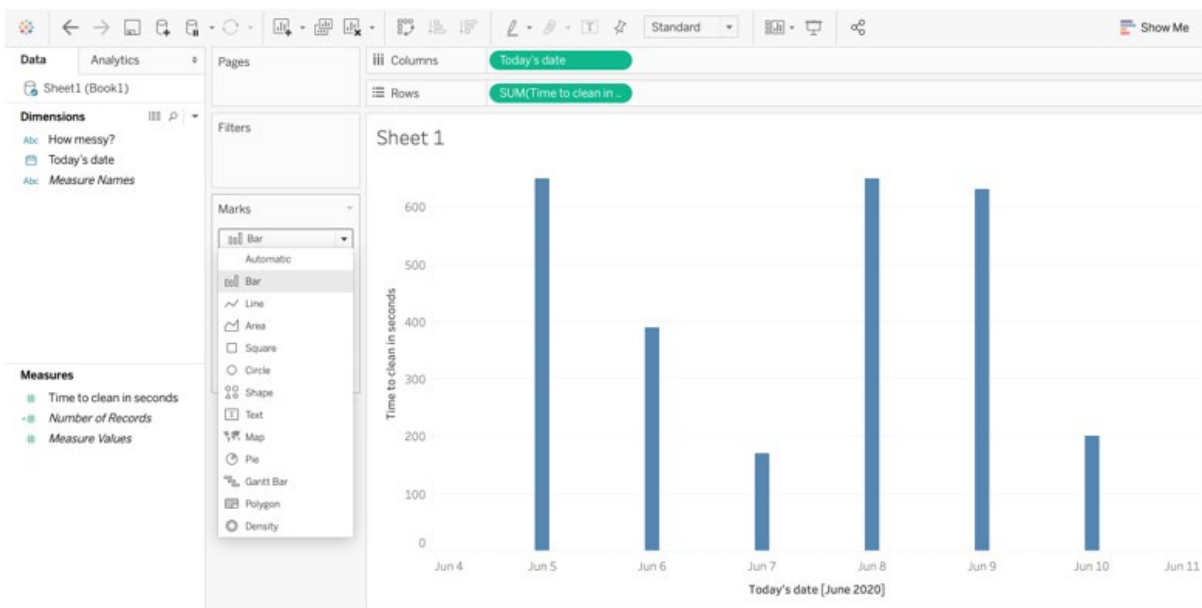 Standard
Show Me
Data
Analytics
Sheet1 (Book1)
Dimensions
Abc How messy?
Today's date
Abc Measure Names
Measures
Time to clean in seconds
Number of Records
Measure Values
Pages
Filters
Marks
Bar
Automatic
Bar
Line
Area
Square
Circle
Shape
Text
Map
Pie
Gantt Bar
Polygon
Density
Columns
Today's date
Rows
SUM(Time to clean in ..
Sheet 1
Time to clean in seconds
600
500
400
300
200
100
0
Jun 4 Jun 5 Jun 6 Jun 7 Jun 8 Jun 9 Jun 10 Jun 11
Today's date [June 2020]